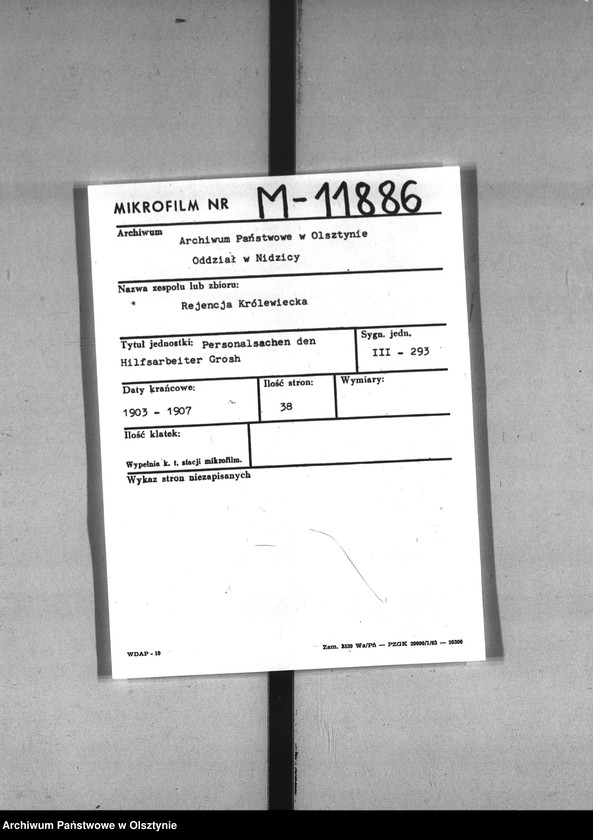 MIKROFILM NR M-11886
Archiwum
Archiwum Państwowe w Olsztynie
Oddział w Nidzicy
Nazwa zespołu lub zbioru:
Rejencja Królewiecka
Tytuł jednostki: Personalsachen den
Hilfsarbeiter Grosh
Sygn. jedn.
III - 293
Daty krańcowe:
1903 - 1907
Ilość stron:
38
Wymiary:
Ilość klatek:
Wypełnia k. t. stacji mikrofilm.
Wykaz stron niezapisanych
WDAP - 10
Zam. 3339 Wa/Pń — PZGK 20000/1/83 — 20300
Archiwum Państwowe w Olsztynie